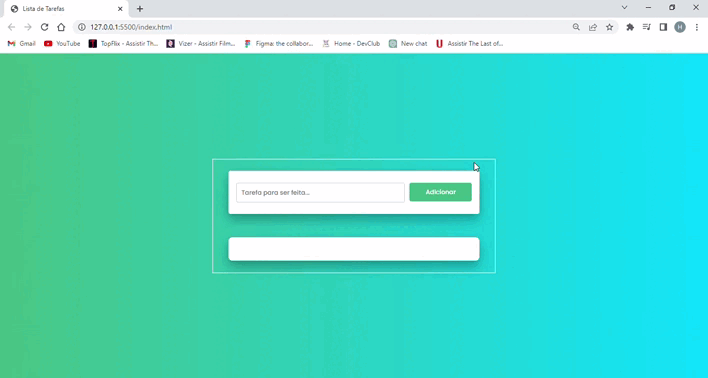 Lista de Tarefas
127.0.0.1:5500/index.html
H
Gmail YouTube TopFlix - Assistir Th... Vizer - Assistir Film... Figma: the collabor... Home - DevClub New chat Assistir The Last of...
Tarefa para ser feita... Adicionar